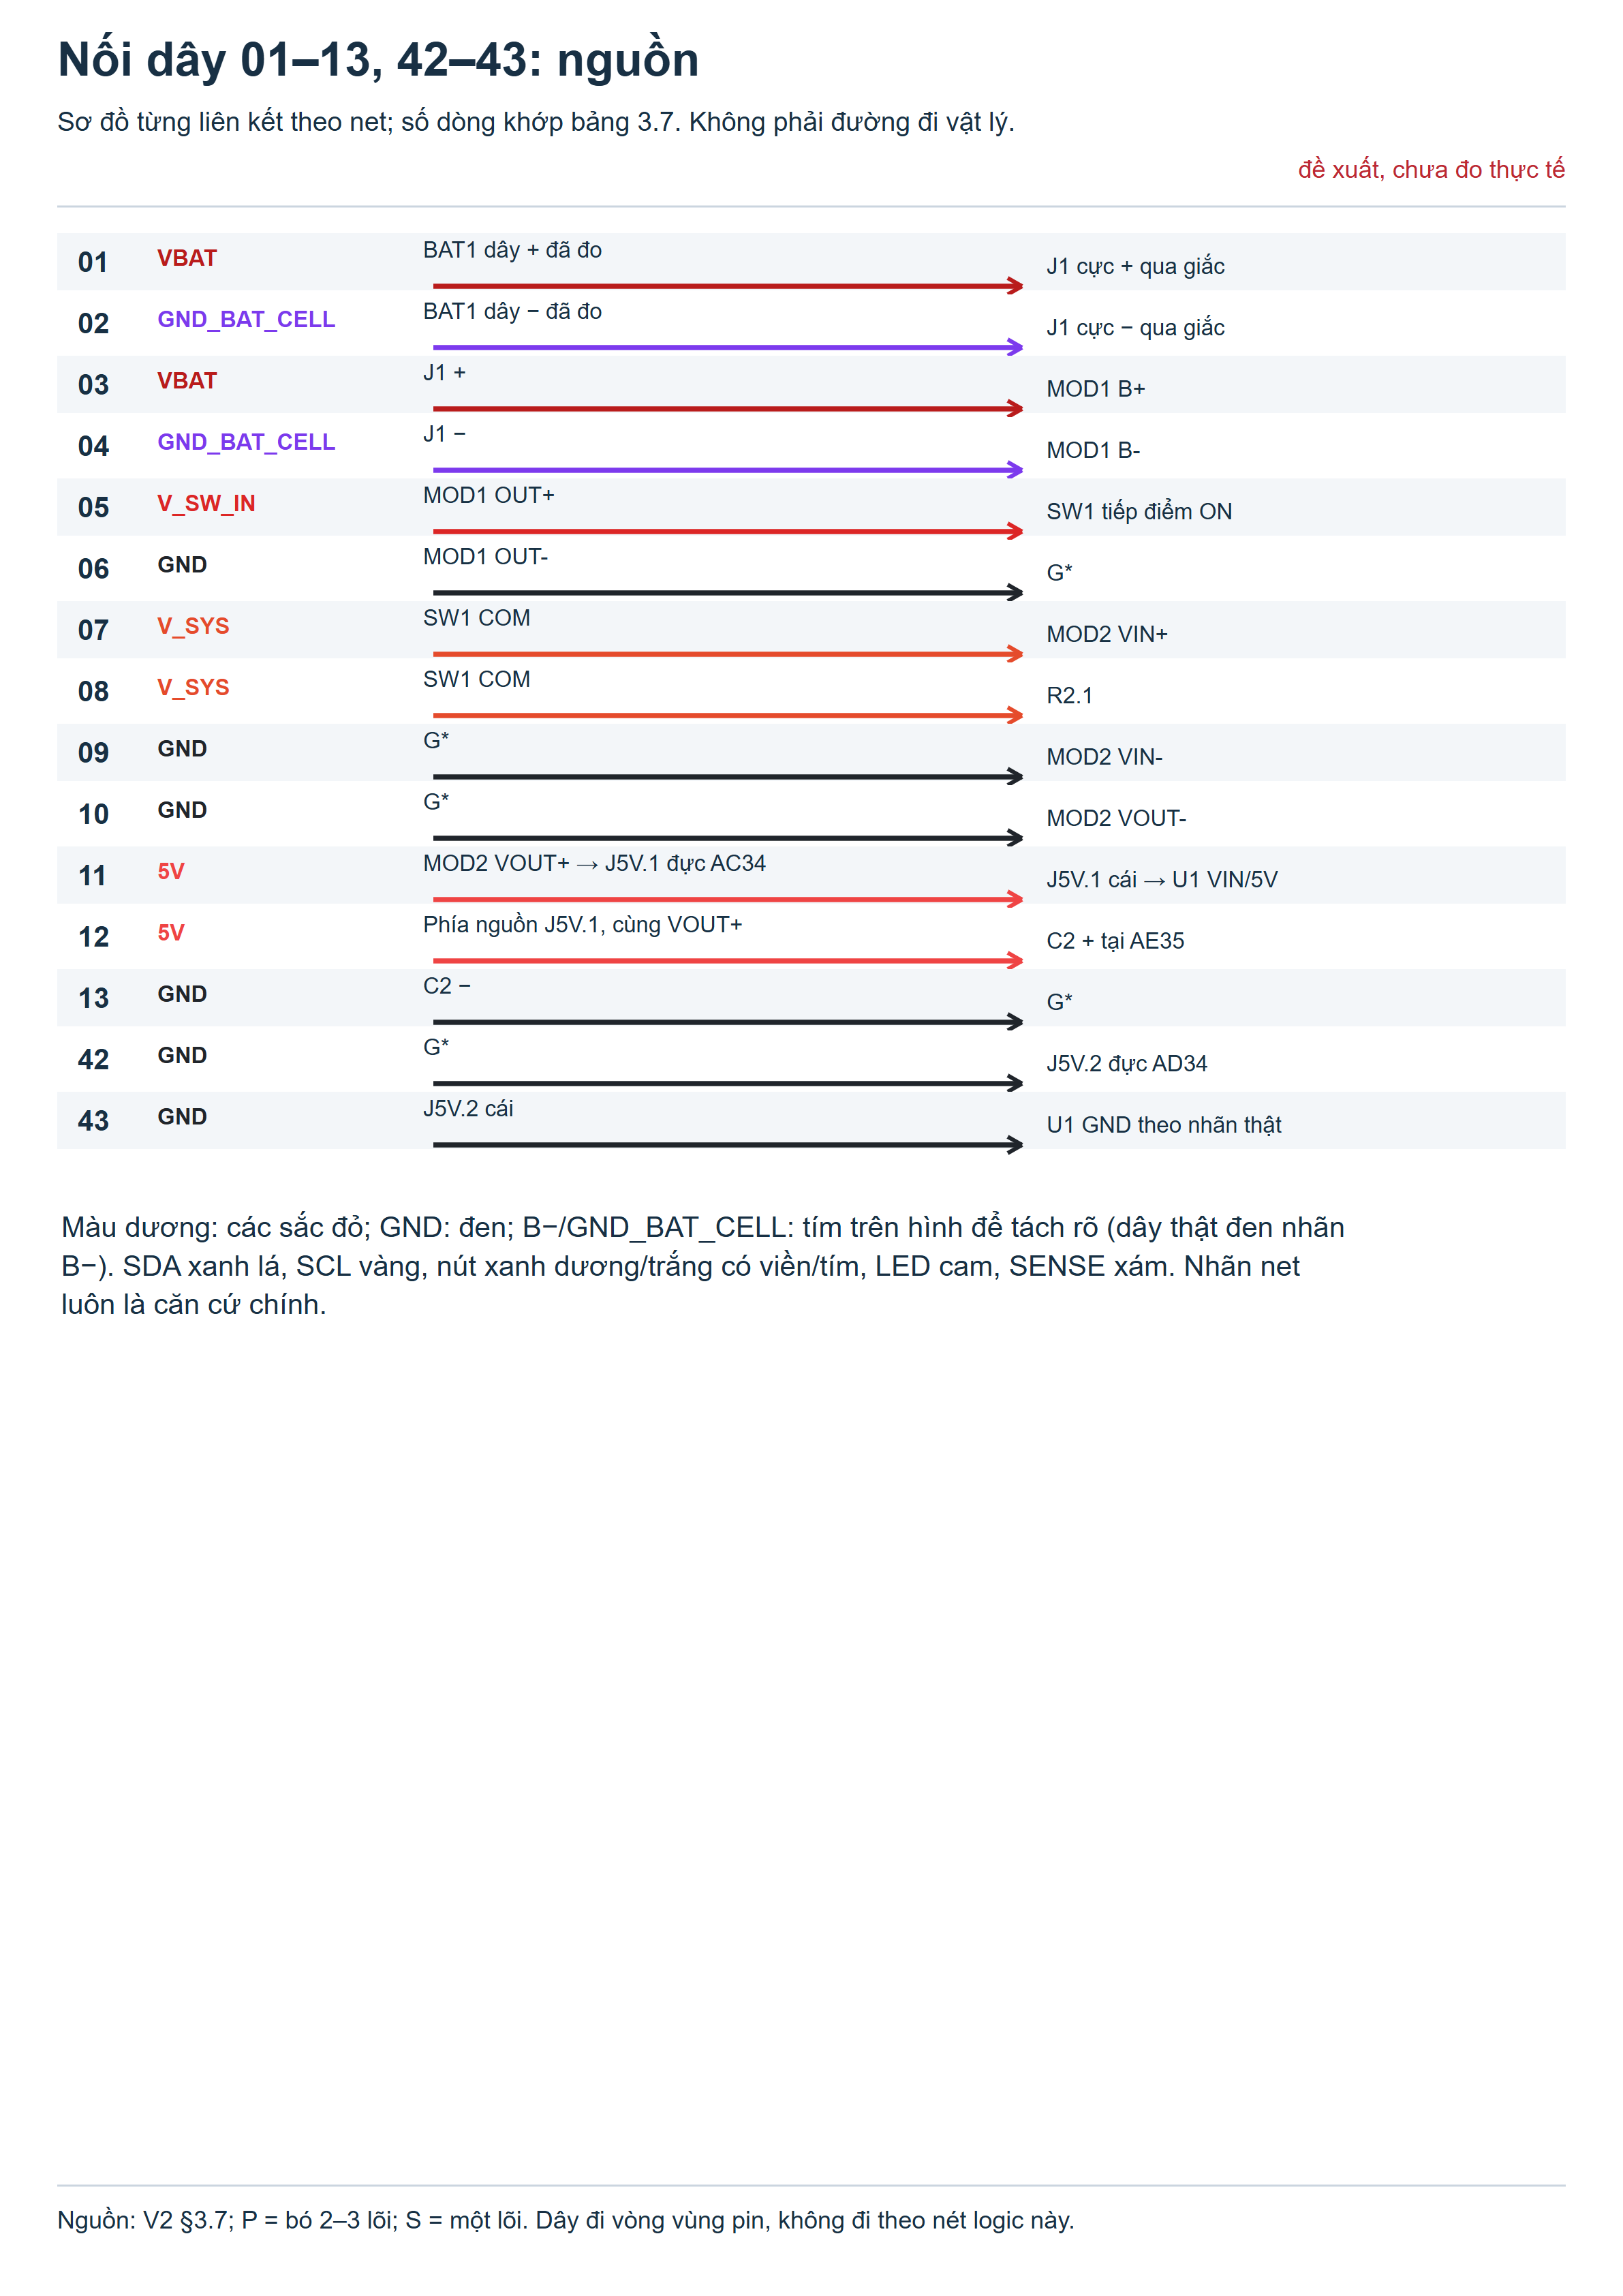 Nối dây 01–13, 42–43: nguồn
Sơ đồ từng liên kết theo net; số dòng khớp bảng 3.7. Không phải đường đi vật lý.
đề xuất, chưa đo thực tế
01 VBAT BAT1 dây + đã đo J1 cực + qua giắc
02 GND_BAT_CELL BAT1 dây − đã đo J1 cực − qua giắc
03 VBAT J1 + MOD1 B+
04 GND_BAT_CELL J1 − MOD1 B-
05 V_SW_IN MOD1 OUT+ SW1 tiếp điểm ON
06 GND MOD1 OUT- G*
07 V_SYS SW1 COM MOD2 VIN+
08 V_SYS SW1 COM R2.1
09 GND G* MOD2 VIN-
10 GND G* MOD2 VOUT-
11 5V MOD2 VOUT+ → J5V.1 đực AC34 J5V.1 cái → U1 VIN/5V
12 5V Phía nguồn J5V.1, cùng VOUT+ C2 + tại AE35
13 GND C2 − G*
42 GND G* J5V.2 đực AD34
43 GND J5V.2 cái U1 GND theo nhãn thật
Màu dương: các sắc đỏ; GND: đen; B−/GND_BAT_CELL: tím trên hình để tách rõ (dây thật đen nhãn
B−). SDA xanh lá, SCL vàng, nút xanh dương/trắng có viền/tím, LED cam, SENSE xám. Nhãn net
luôn là căn cứ chính.
Nguồn: V2 §3.7; P = bó 2–3 lõi; S = một lõi. Dây đi vòng vùng pin, không đi theo nét logic này.